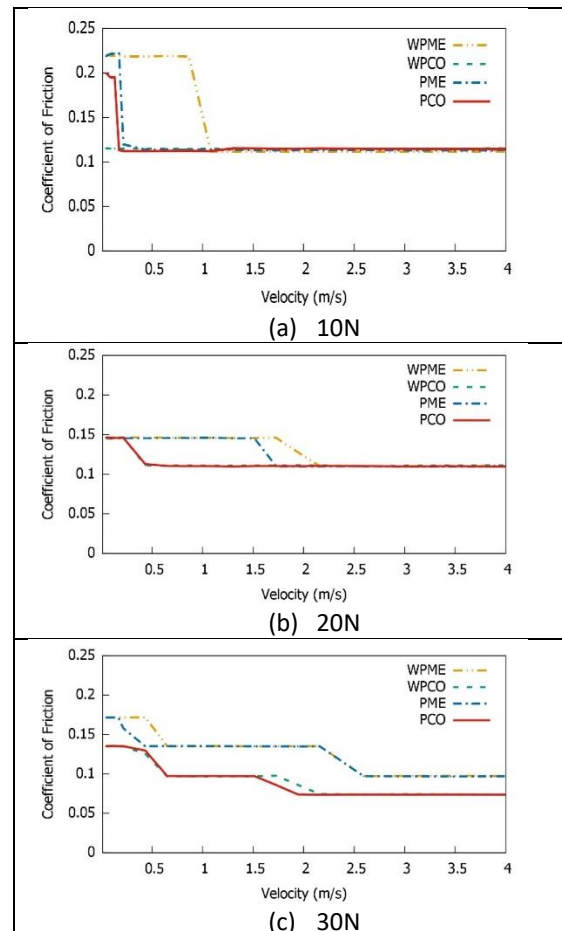 0.25
WPME
WPCO
PME
PCO
0.2
0.15
0.1
0.05
0
Coefficient of Friction
0.5 1 1.5 2 2.5 3 3.5 4
Velocity (m/s)
(a) 10N
0.25
WPME
WPCO
PME
PCO
0.2
0.15
0.1
0.05
0
Coefficient of Friction
0.5 1 1.5 2 2.5 3 3.5 4
Velocity (m/s)
(b) 20N
0.25
WPME
WPCO
PME
PCO
0.2
0.15
0.1
0.05
0
Coefficient of Friction
0.5 1 1.5 2 2.5 3 3.5 4
Velocity (m/s)
(c) 30N